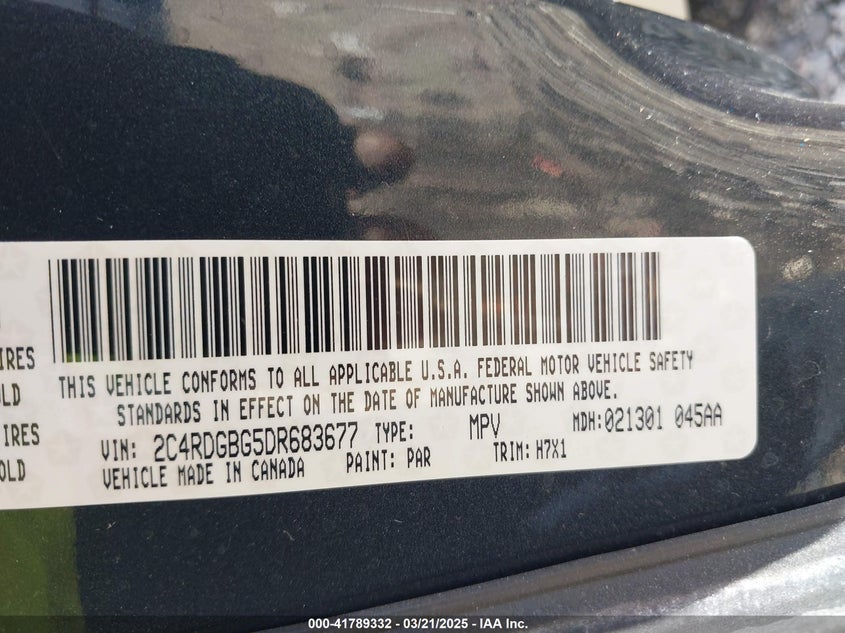 IRES
OLD
IRES
OLD
THIS VEHICLE CONFORMS TO ALL APPLICABLE U.S.A. FEDERAL MOTOR VEHICLE SAFETY
STANDARDS IN EFFECT ON THE DATE OF MANUFACTURE SHOWN ABOVE.
VIN: 2C4RDGBG5DR683677 TYPE: MPV MDH:021301 045AA
VEHICLE MADE IN CANADA PAINT: PAR TRIM: H7X1
000-41789332 / 03/21/2025 - IAA Inc.